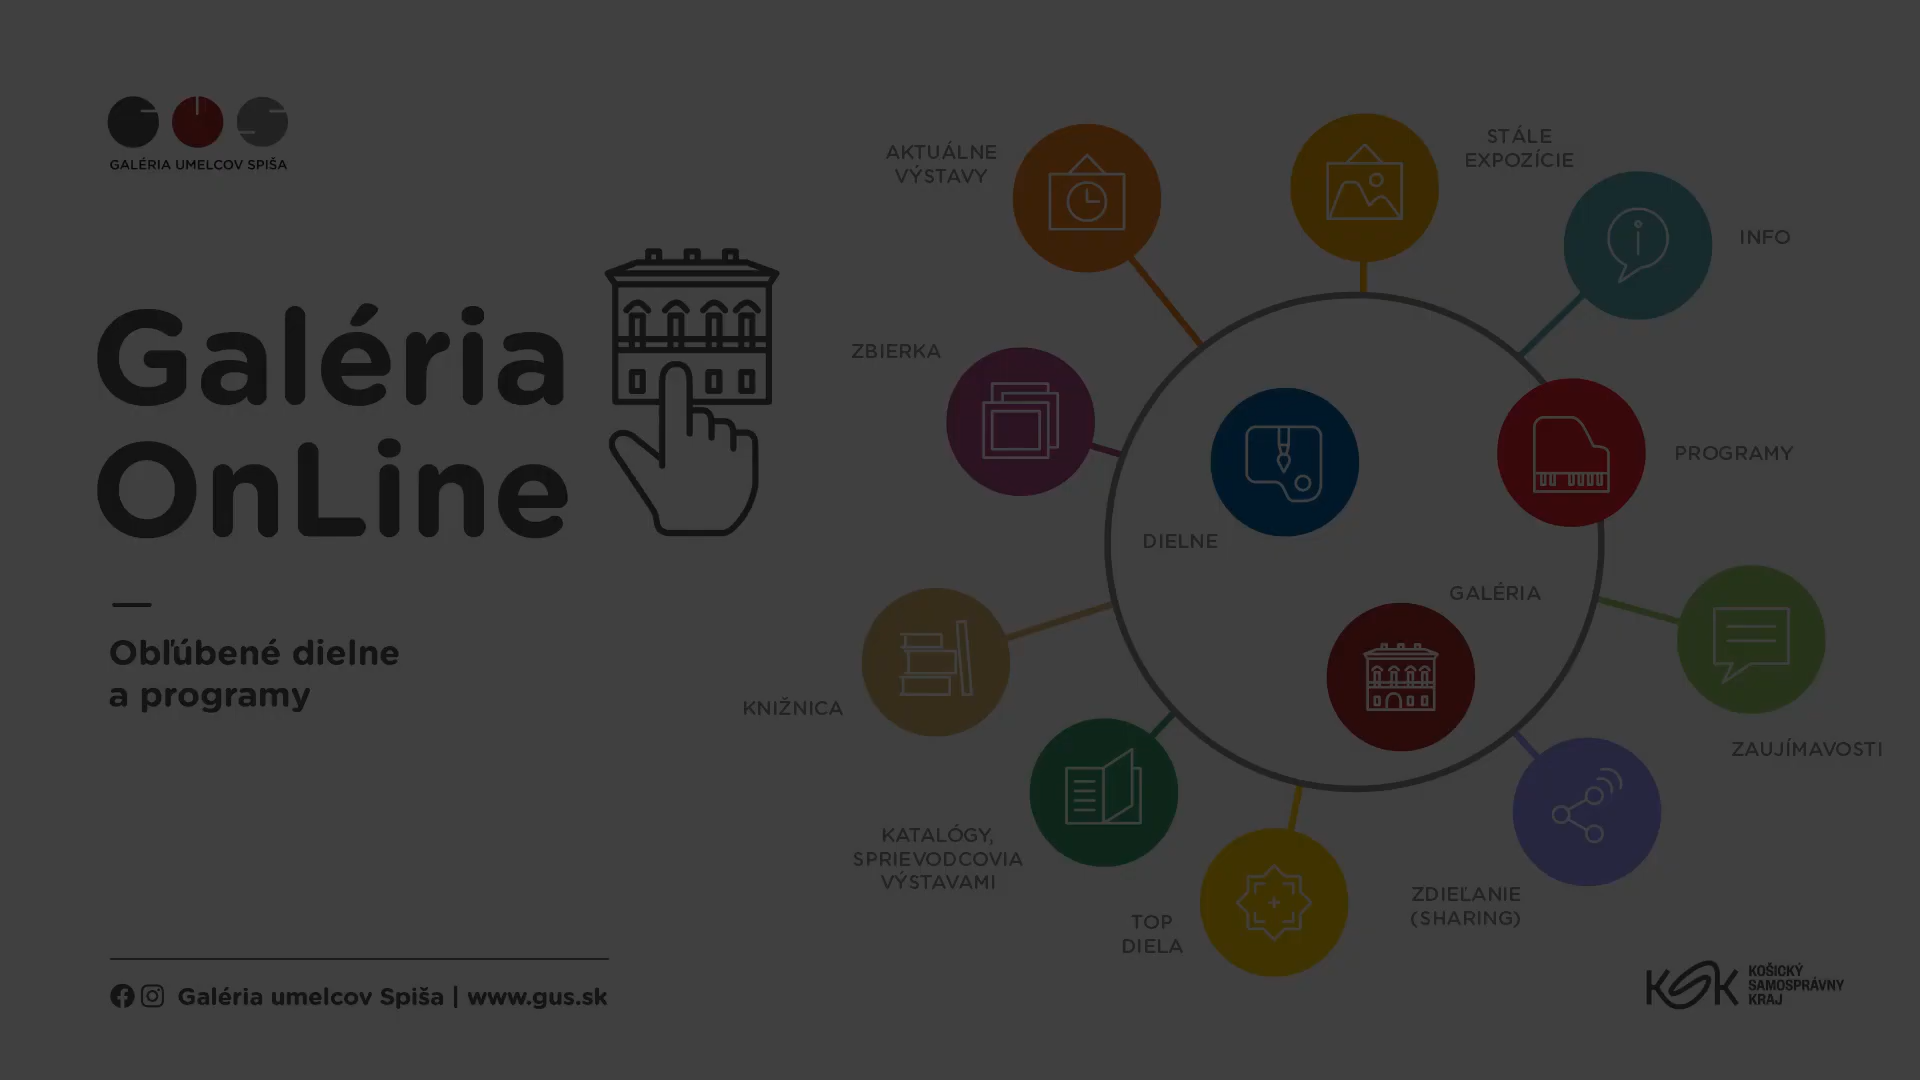 GALÉRIA UMELCOV SPIŠA
Galéria
OnLine
Obľúbené dielne
a programy
Galéria umelcov Spiša | www.gus.sk
AKTUÁLNE
VÝSTAVY
STÁLE
EXPOZÍCIE
INFO
ZBIERKA
PROGRAMY
DIELNE
GALÉRIA
KNIŽNICA
ZAUJÍMAVOSTI
KATALÓGY,
SPRIEVODCOVIA
VÝSTAVAMI
TOP
DIELA
ZDIEĽANIE
(SHARING)
KSK
KOŠICKÝ
SAMOSPRÁVNY
KRAJ